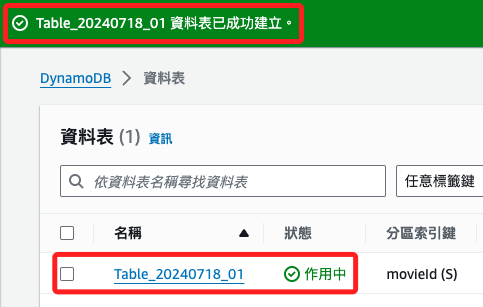 Table_20240718_01 資料表已成功建立。
DynamoDB > 資料表
資料表 (1) 資訊
依資料表名稱尋找資料表 任意標籤鍵
名稱 狀態 分區索引鍵
Table_20240718_01 作用中 movieId (S)